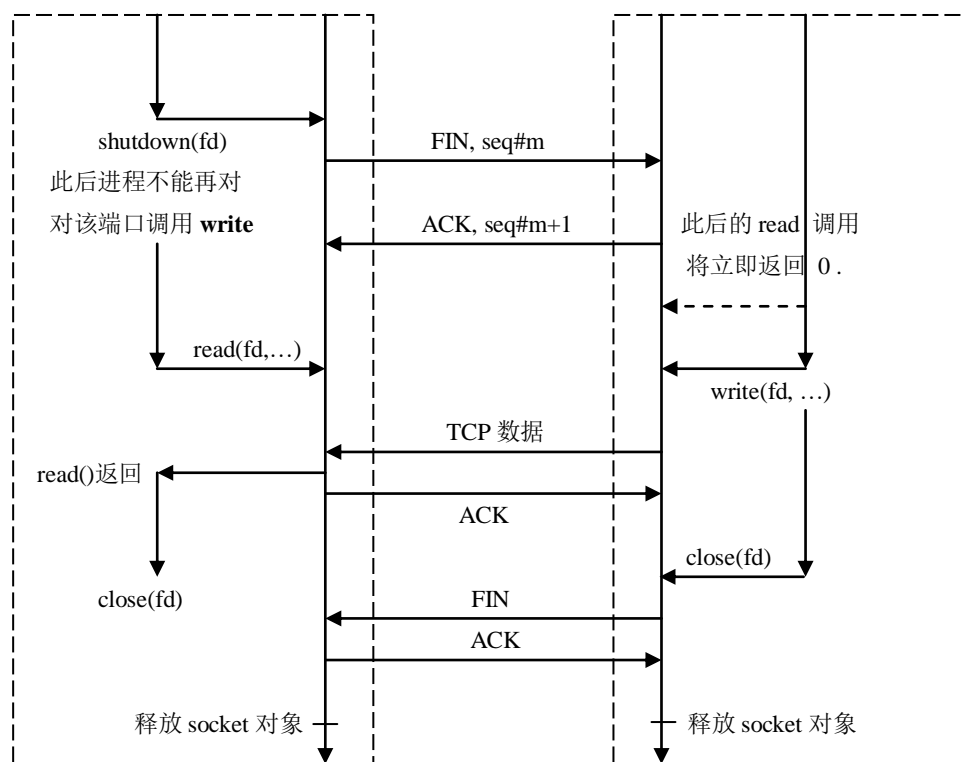 shutdown(fd)
FIN, seq#m
此后进程不能再对
对该端口调用 write
ACK, seq#m+1
此后的 read 调用
将立即返回 0 .
read(fd,…)
write(fd, …)
TCP 数据
read()返回
ACK
close(fd)
close(fd)
FIN
ACK
释放 socket 对象
释放 socket 对象